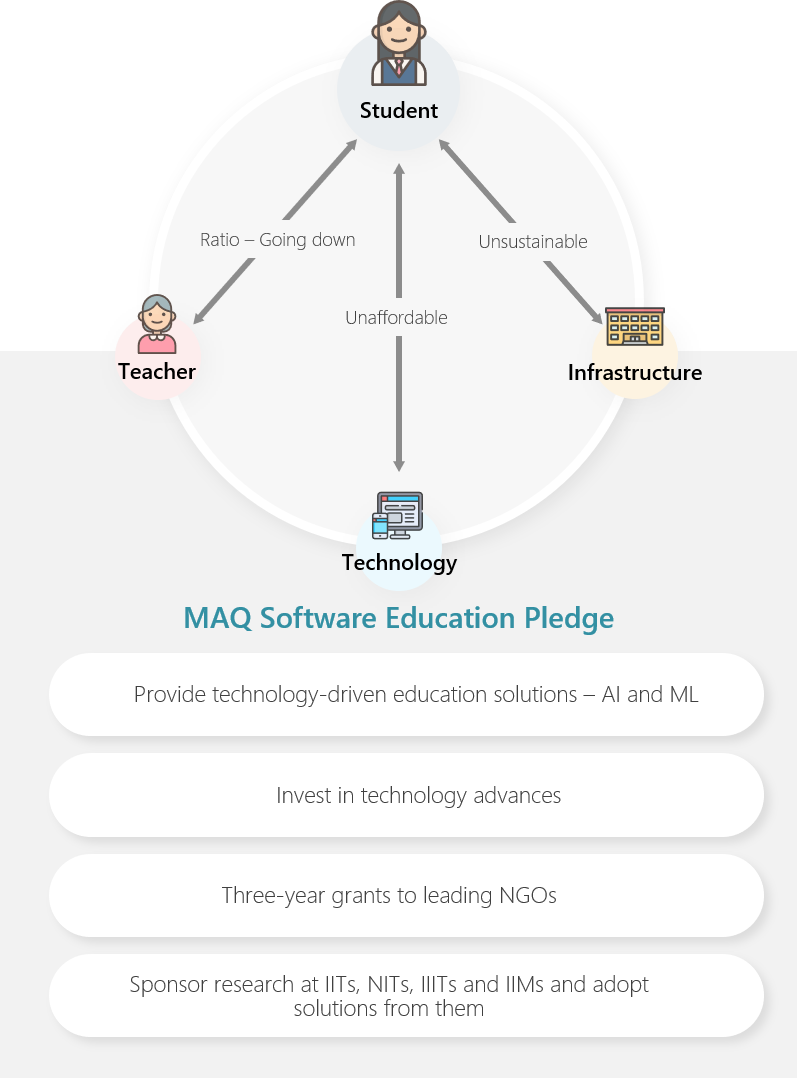 Student
Ratio – Going down
Unsustainable
Unaffordable
Teacher
Infrastructure
Technology
MAQ Software Education Pledge
Provide technology-driven education solutions – AI and ML
Invest in technology advances
Three-year grants to leading NGOs
Sponsor research at IITs, NITs, IIITs and IIMs and adopt
solutions from them